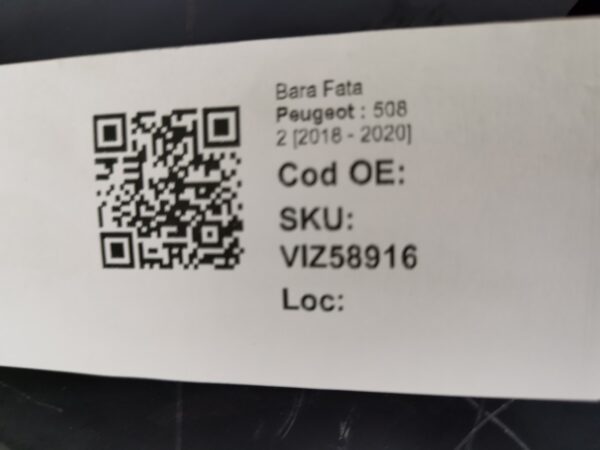 Bara Fata
Peugeot : 508
2 [2018 - 2020]
Cod OE:
SKU:
VIZ58916
Loc: